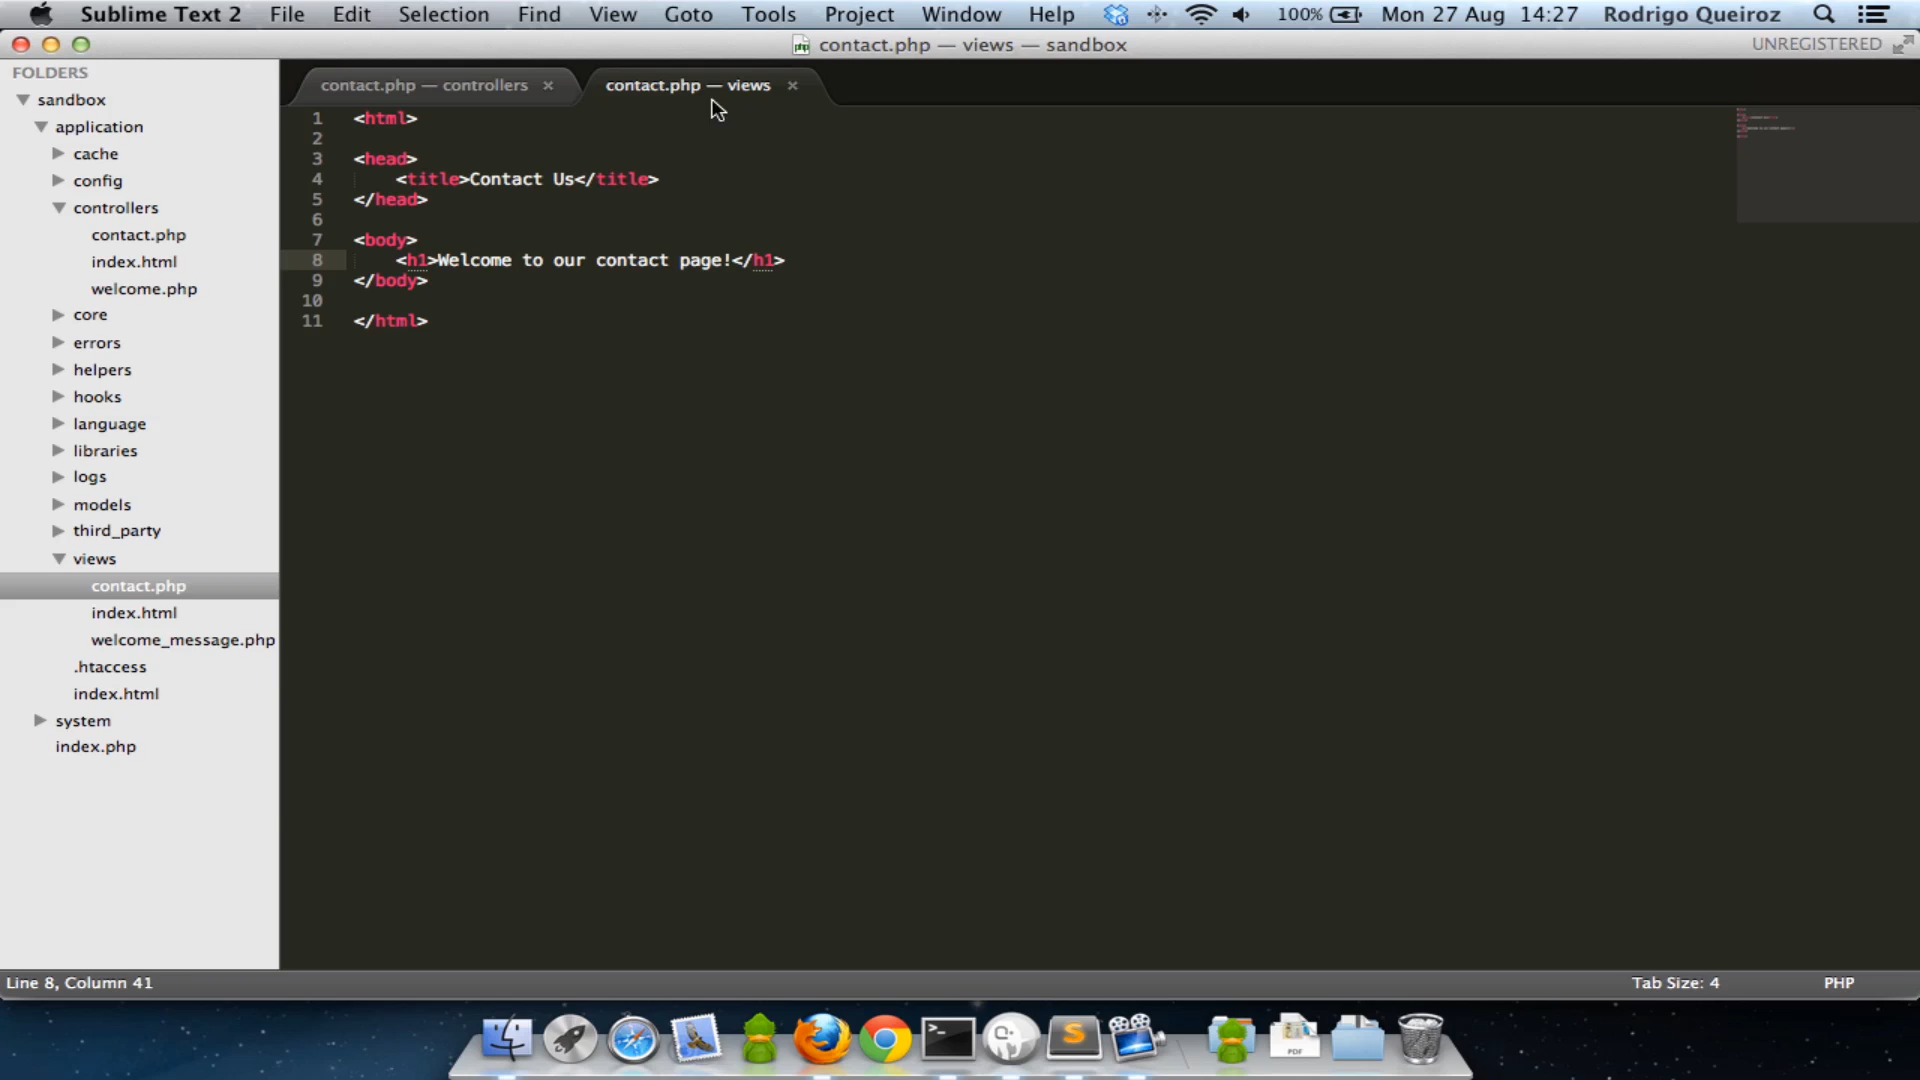 Sublime Text 2 File Edit Selection Find View Goto Tools Project Window Help 100% Mon 27 Aug 14:27 Rodrigo Queiroz
contact.php — views — sandbox
UNREGISTERED
FOLDERS
sandbox
application
cache
config
controllers
contact.php
index.html
welcome.php
core
errors
helpers
hooks
language
libraries
logs
models
third_party
views
contact.php
index.html
welcome_message.php
.htaccess
index.html
system
index.php
contact.php — controllers × contact.php — views ×
1 <html>
2
3 <head>
4 <title>Contact Us</title>
5 </head>
6
7 <body>
8 <h1>Welcome to our contact page!</h1>
9 </body>
10
11 </html>
Line 8, Column 41
Tab Size: 4
PHP
PDF